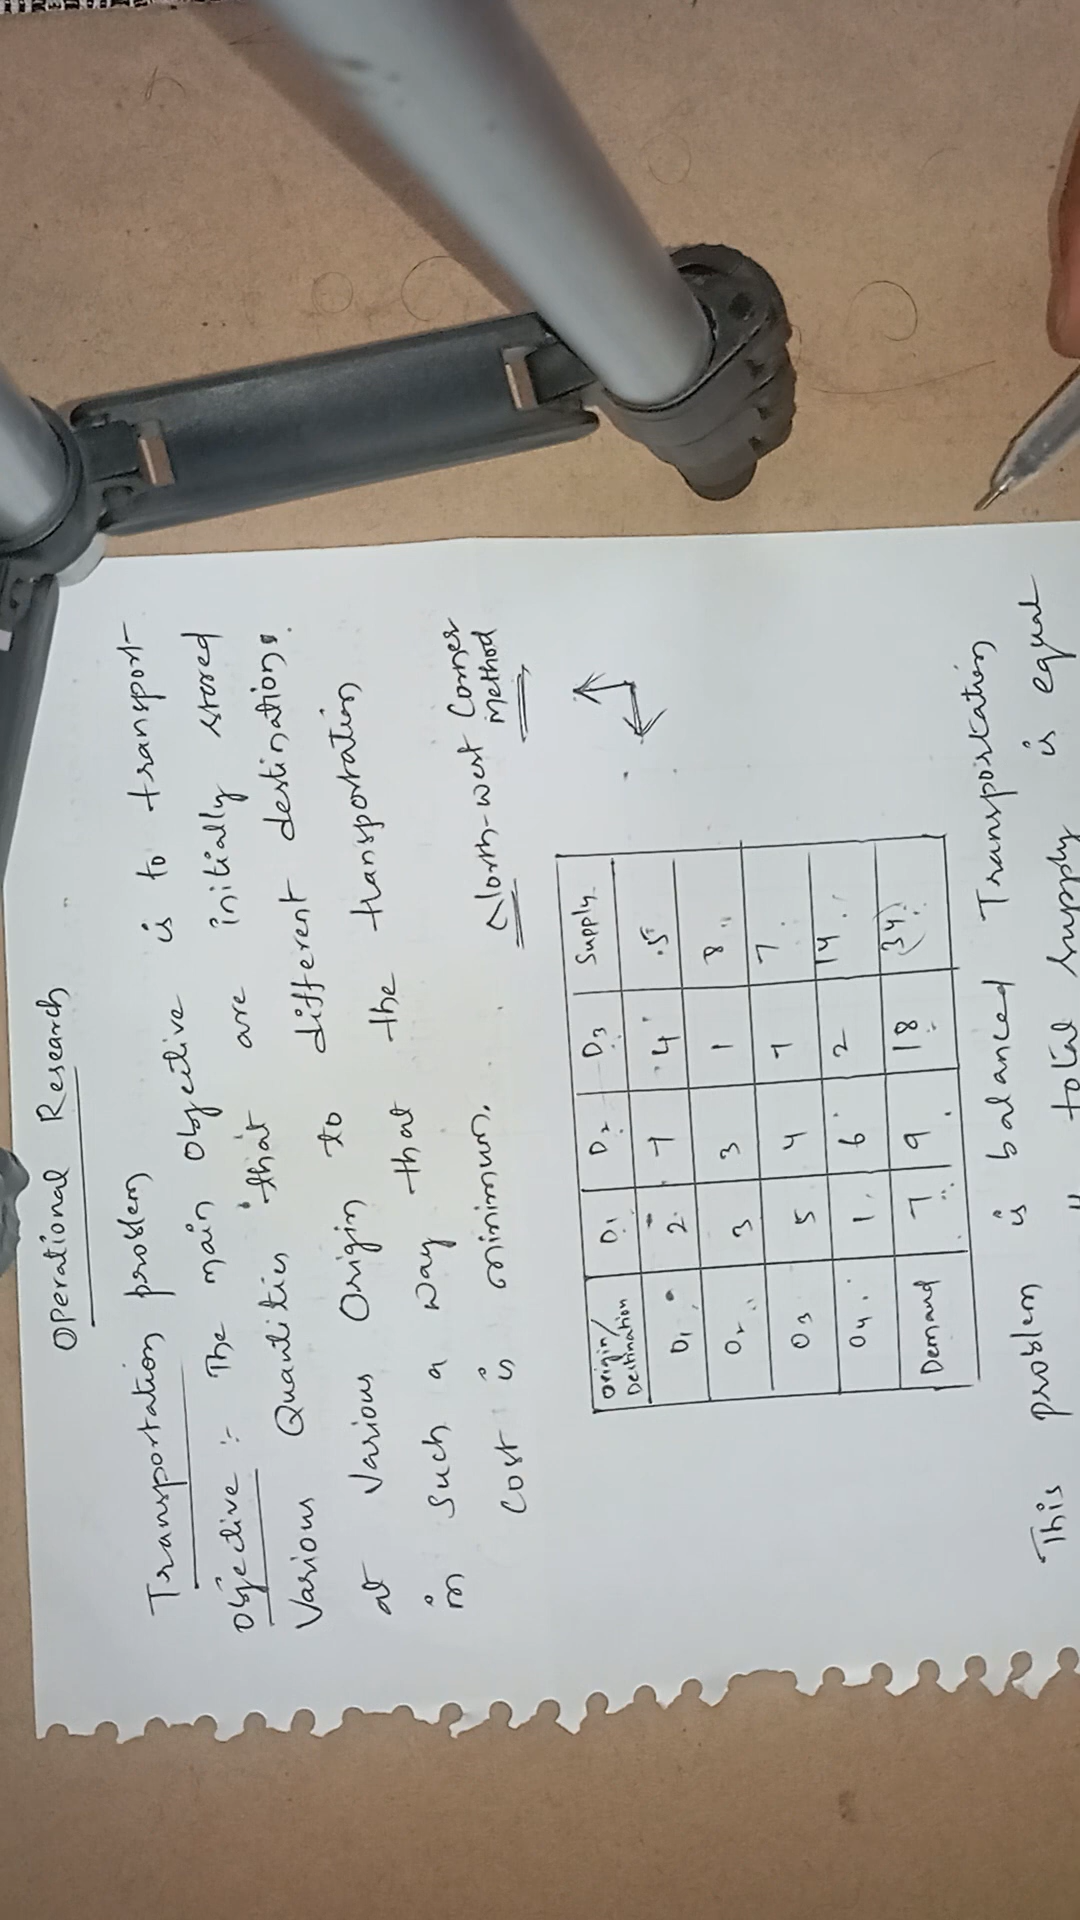 Operational Research
Transportation problem
Objective :- The main Objective is to transport
Various Quantities that are initially stored
at Various Origin to different destinations.
in Such a way that the transportation
Cost is minimum.
North-west Corner
Method
Origin/ Destination D1 D2 D3 Supply
O1 2 7 4 5
O2 3 3 1 8
O3 5 4 7 7
O4 1 6 2 14
Demand 7 9 18 (34)
This problem is balanced Transportation
total supply is equal